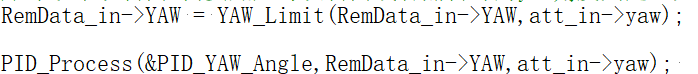 RemData_in->YAW = YAW_Limit(RemData_in->YAW,att_in->yaw);
PID_Process(&PID_YAW_Angle,RemData_in->YAW,att_in->yaw);